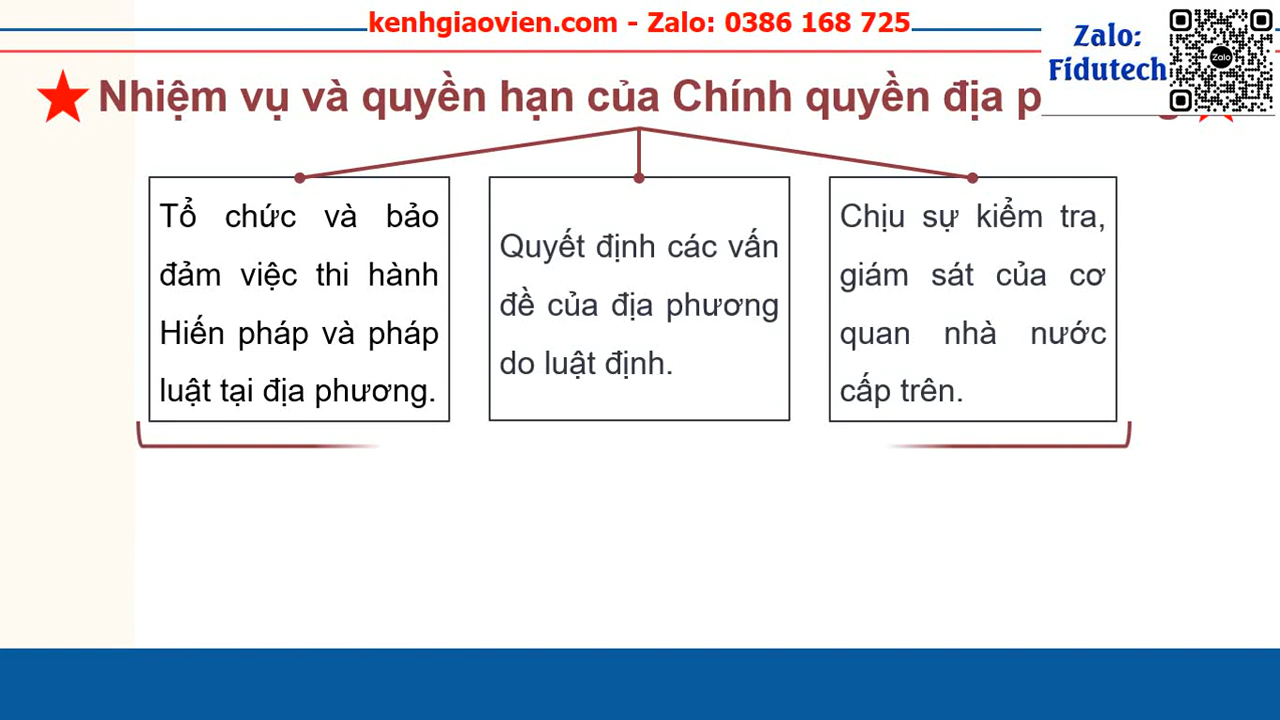 kenhgiaovien.com - Zalo: 0386 168 725
Zalo:
Fidutech
Zalo
Nhiệm vụ và quyền hạn của Chính quyền địa
Tổ chức và bảo
đảm việc thi hành
Hiến pháp và pháp
luật tại địa phương.
Quyết định các vấn
đề của địa phương
do luật định.
Chịu sự kiểm tra,
giám sát của cơ
quan nhà nước
cấp trên.